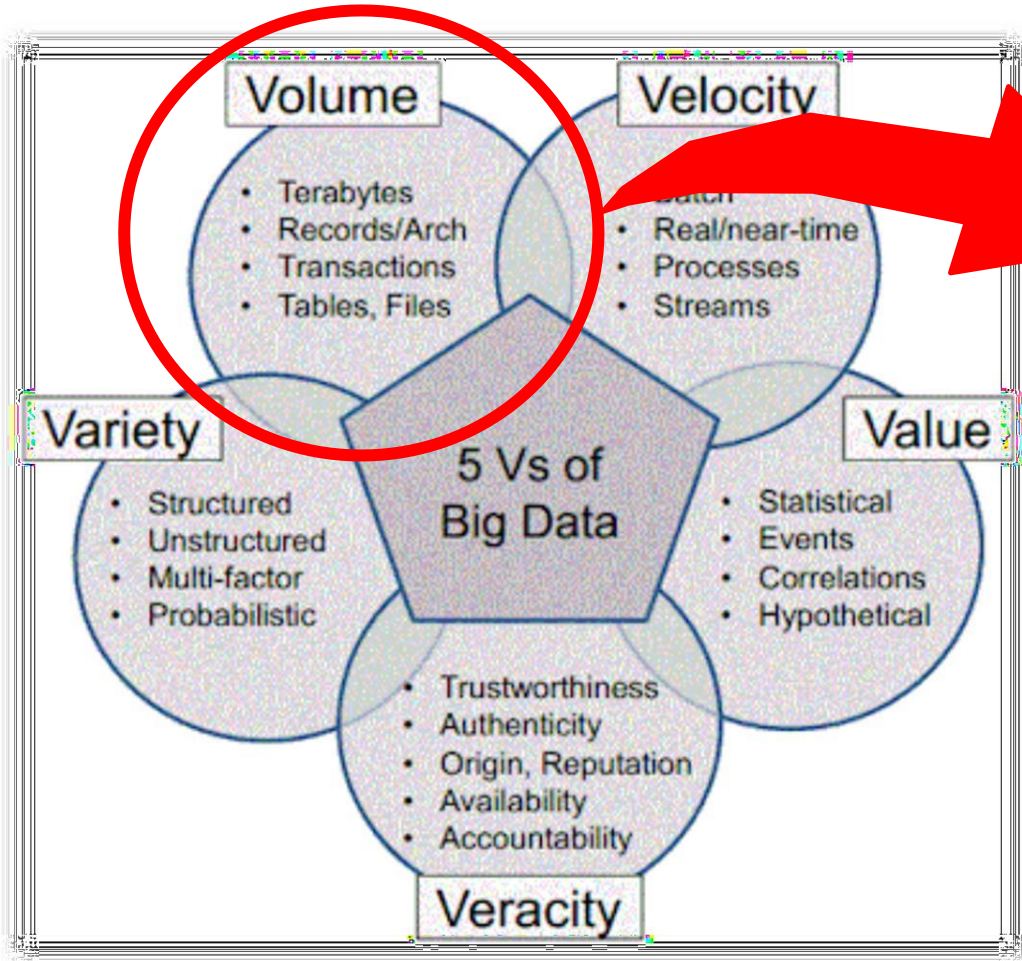 Volume
• Terabytes
• Records/Arch
• Transactions
• Tables, Files
Velocity
• Batch
• Real/near-time
• Processes
• Streams
Variety
• Structured
• Unstructured
• Multi-factor
• Probabilistic
5 Vs of
Big Data
Value
• Statistical
• Events
• Correlations
• Hypothetical
• Trustworthiness
• Authenticity
• Origin, Reputation
• Availability
• Accountability
Veracity